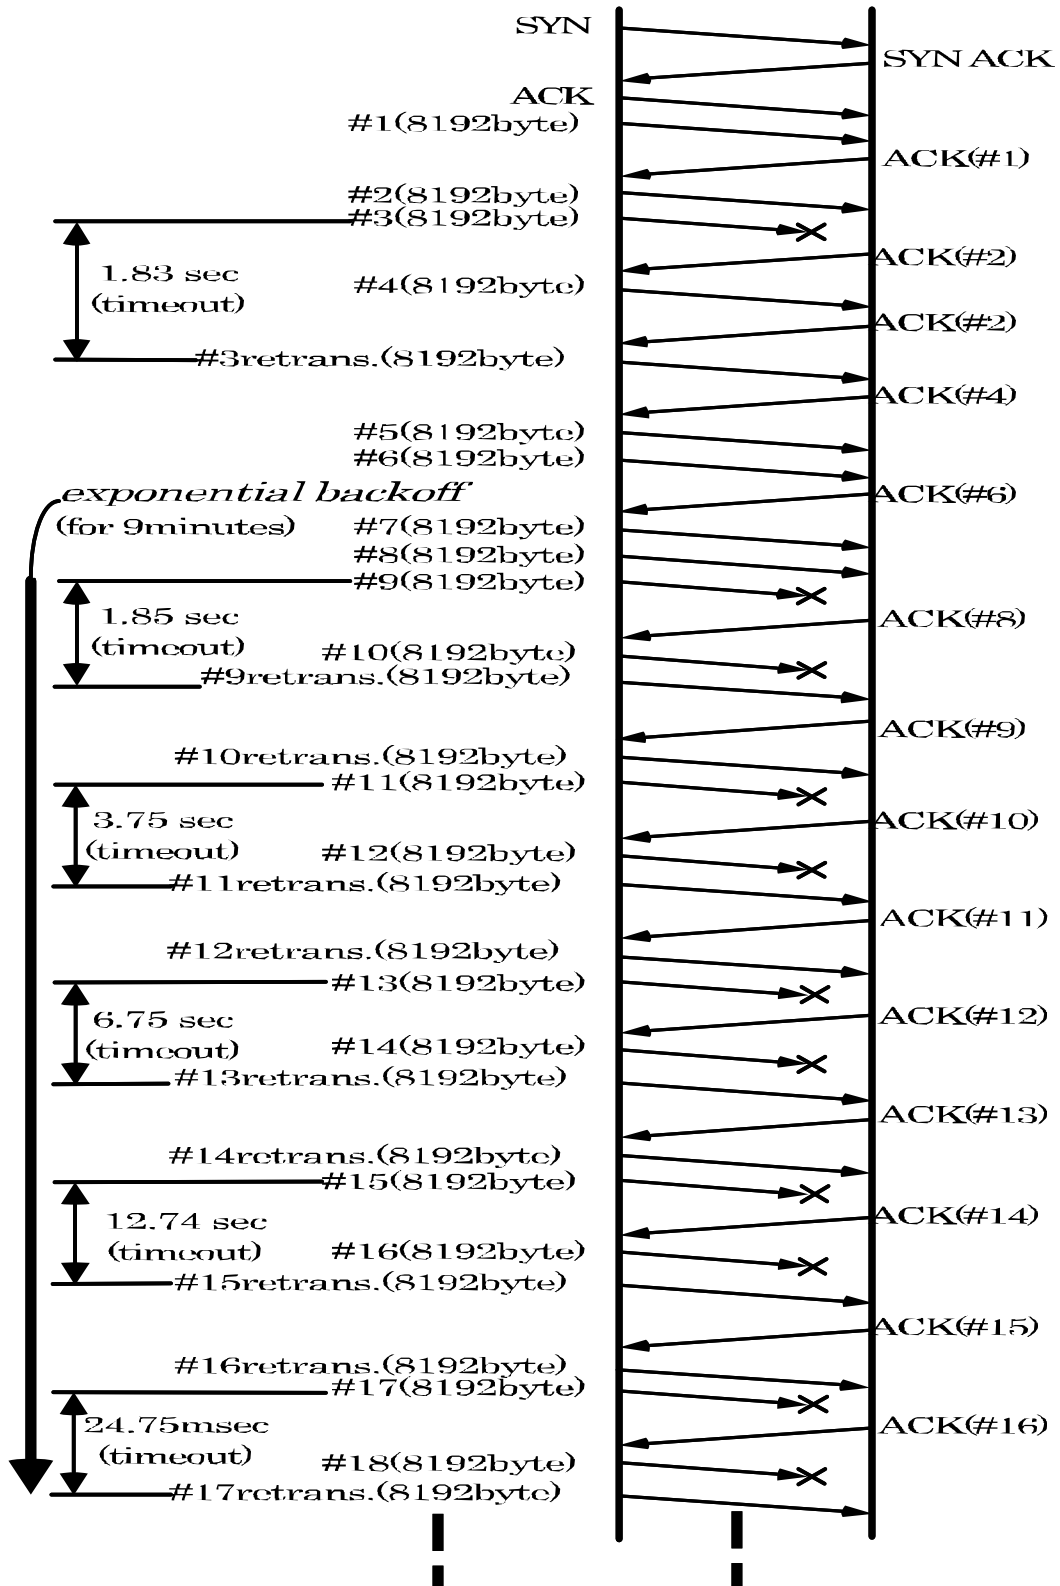 SYN
SYN ACK
ACK
#1(8192byte)
ACK(#1)
#2(8192byte)
#3(8192byte)
ACK(#2)
1.83 sec
(timeout)
#4(8192byte)
ACK(#2)
#3retrans.(8192byte)
ACK(#4)
#5(8192byte)
#6(8192byte)
exponential backoff
(for 9minutes)
ACK(#6)
#7(8192byte)
#8(8192byte)
#9(8192byte)
1.85 sec
(timeout)
ACK(#8)
#10(8192byte)
#9retrans.(8192byte)
ACK(#9)
#10retrans.(8192byte)
#11(8192byte)
3.75 sec
(timeout)
ACK(#10)
#12(8192byte)
#11retrans.(8192byte)
ACK(#11)
#12retrans.(8192byte)
#13(8192byte)
6.75 sec
(timeout)
ACK(#12)
#14(8192byte)
#13retrans.(8192byte)
ACK(#13)
#14retrans.(8192byte)
#15(8192byte)
12.74 sec
(timeout)
ACK(#14)
#16(8192byte)
#15retrans.(8192byte)
ACK(#15)
#16retrans.(8192byte)
#17(8192byte)
24.75msec
(timeout)
ACK(#16)
#18(8192byte)
#17retrans.(8192byte)